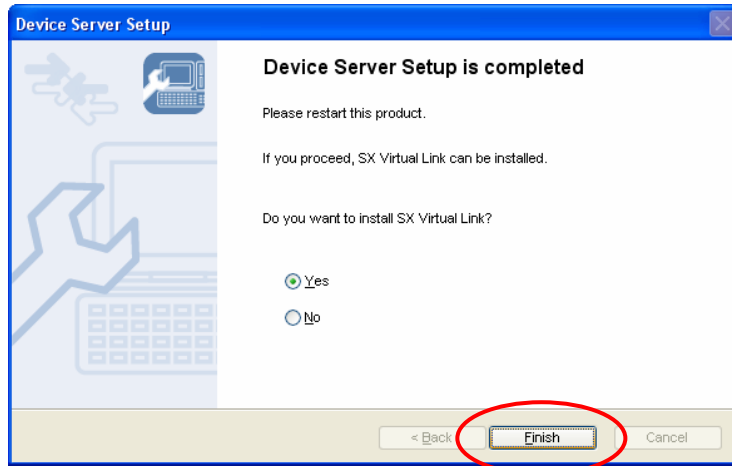 Device Server Setup
Device Server Setup is completed
Please restart this product.
If you proceed, SX Virtual Link can be installed.
Do you want to install SX Virtual Link?
Yes
No
< Back
Finish
Cancel